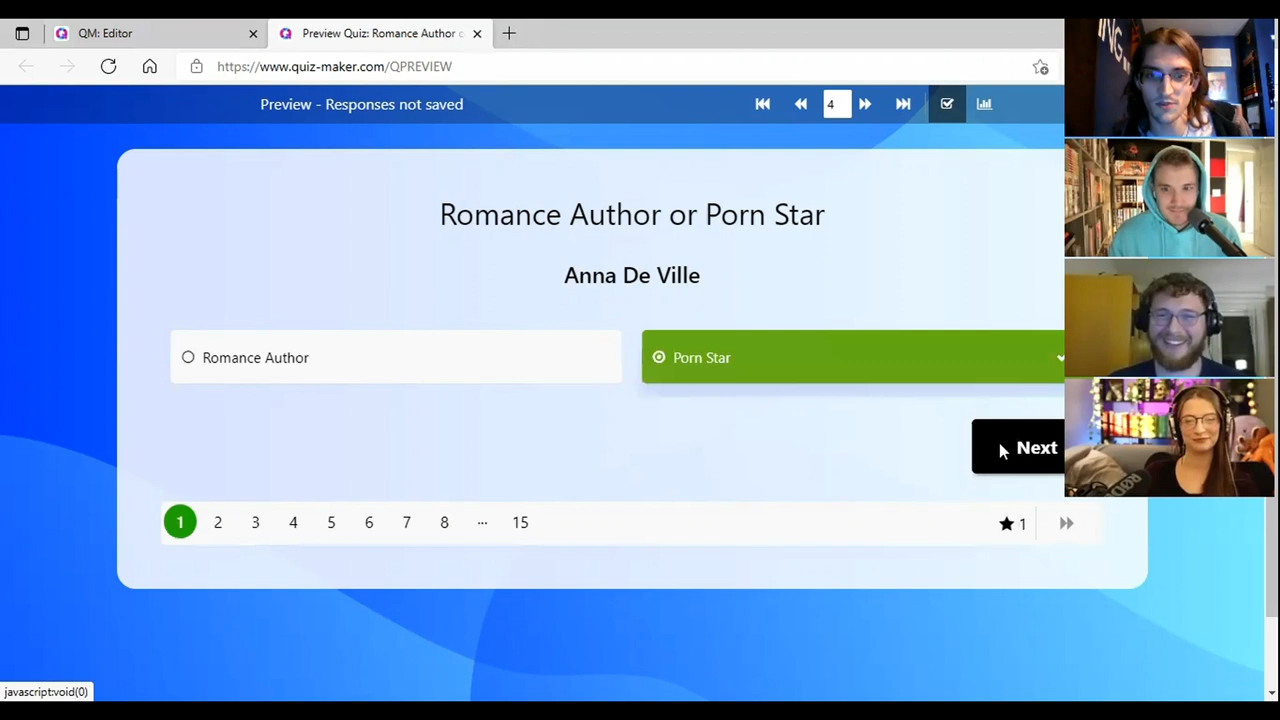 QM: Editor
Preview Quiz: Romance Author
https://www.quiz-maker.com/QPREVIEW
Preview - Responses not saved
4
Romance Author or Porn Star
Anna De Ville
Romance Author
Porn Star
Next
1 2 3 4 5 6 7 8 ... 15
1
javascript:void(0)